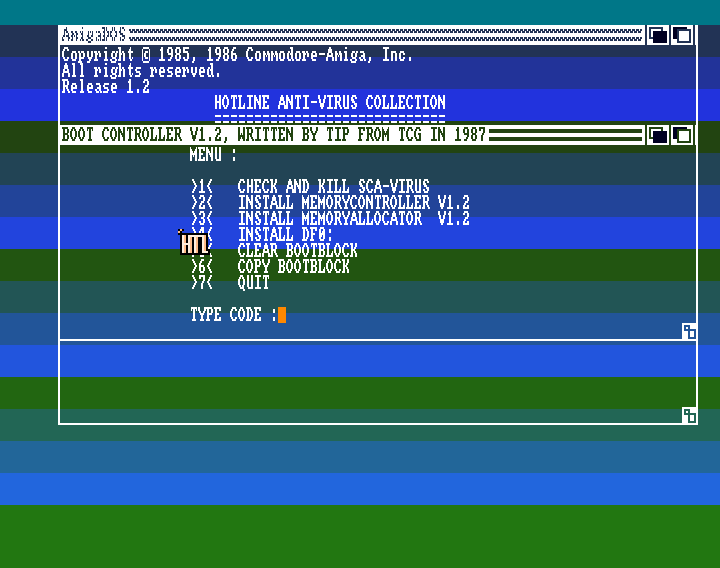 AmigaDOS
Copyright © 1985, 1986 Commodore-Amiga, Inc.
All rights reserved.
Release 1.2
HOTLINE ANTI-VIRUS COLLECTION
=============================
BOOT CONTROLLER V1.2, WRITTEN BY TIP FROM TCG IN 1987
MENU :
>1< CHECK AND KILL SCA-VIRUS
>2< INSTALL MEMORYCONTROLLER V1.2
>3< INSTALL MEMORYALLOCATOR V1.2
>4< INSTALL DF0:
HTL
CLEAR BOOTBLOCK
>6< COPY BOOTBLOCK
>7< QUIT
TYPE CODE :